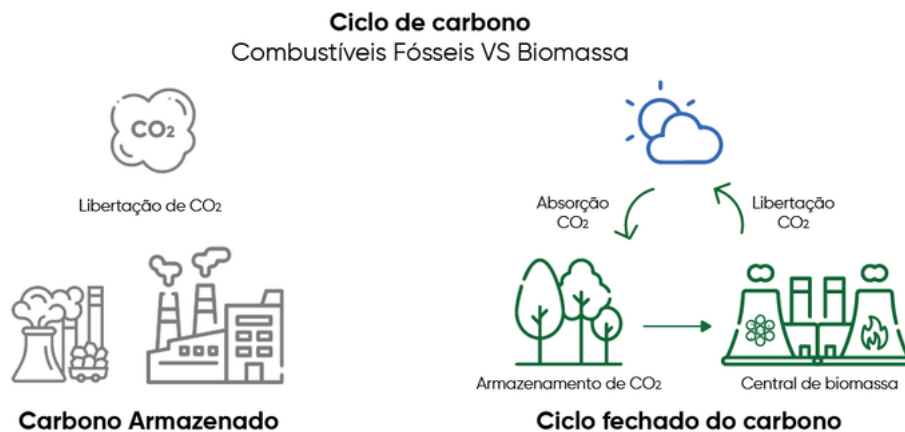 Ciclo de carbono
Combustíveis Fósseis VS Biomassa
CO₂
Libertação de CO₂
Carbono Armazenado
Absorção
CO₂
Libertação
CO₂
Armazenamento de CO₂
Central de biomassa
Ciclo fechado do carbono